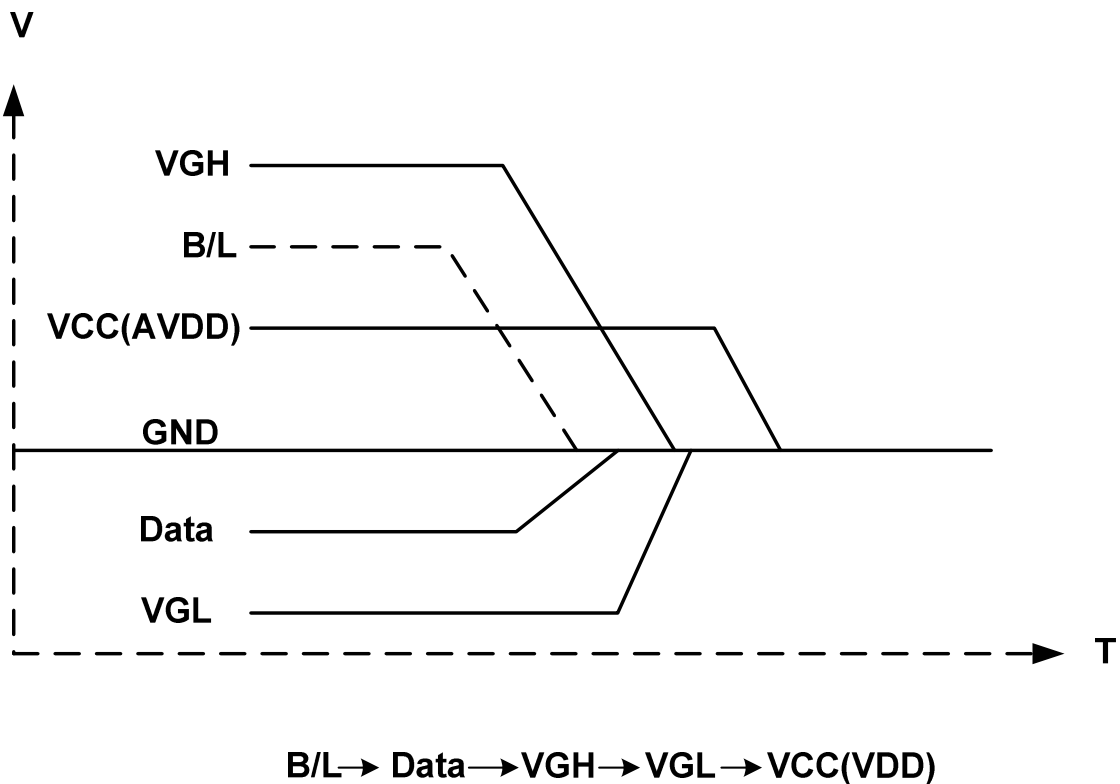 V
VGH
B/L
VCC(AVDD)
GND
Data
VGL
T
B/L→ Data→VGH→VGL→VCC(VDD)